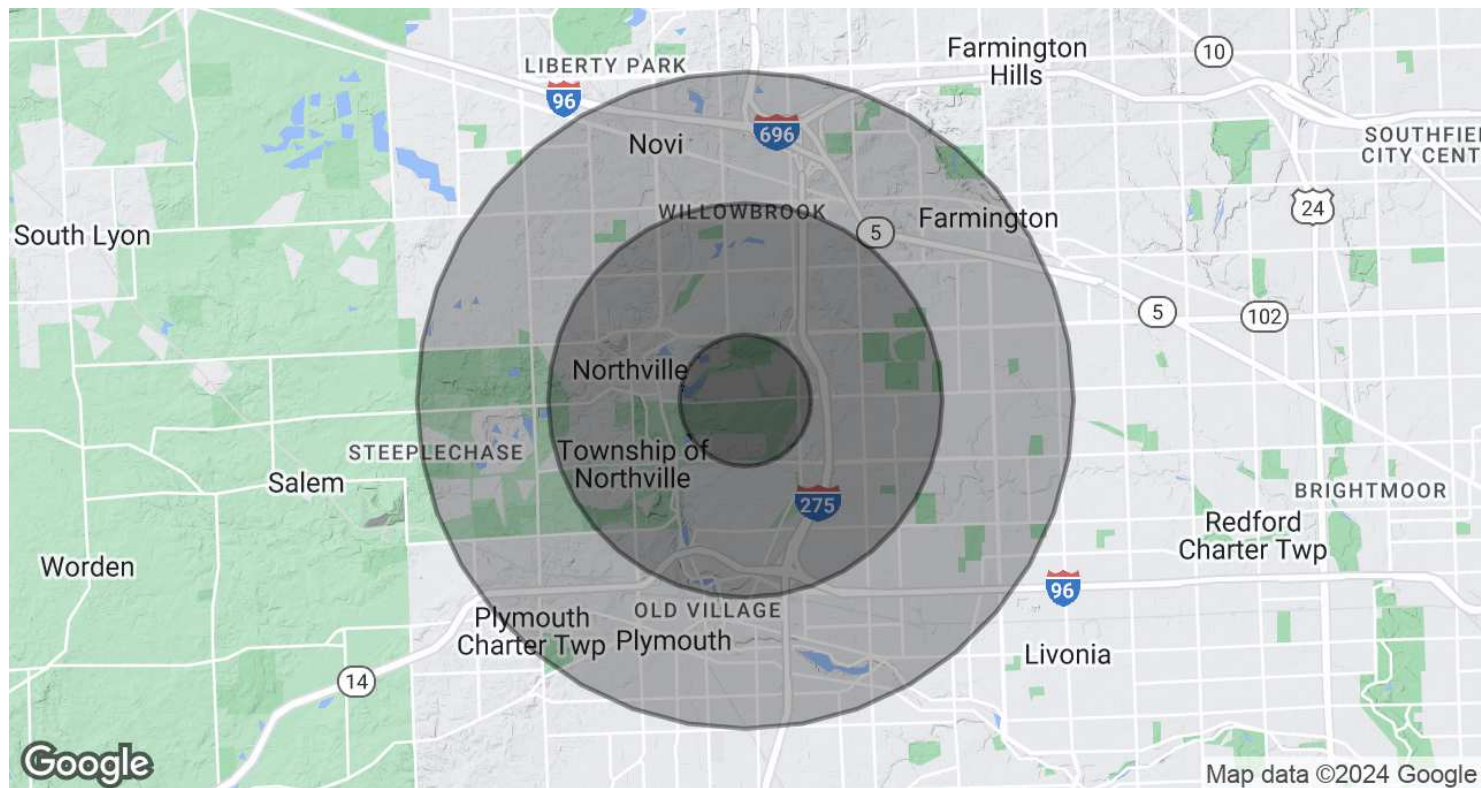 Farmington
Hills
10
LIBERTY PARK
96
696
SOUTHFIEL
CITY CENT
Novi
24
WILLOWBROOK
Farmington
South Lyon
5
5
102
Northville
STEEPLECHASE
Township of
Northville
Salem
275
BRIGHTMOOR
Redford
Charter Twp
Worden
96
OLD VILLAGE
Plymouth
Charter Twp
Plymouth
Livonia
14
Google
Map data ©2024 Google